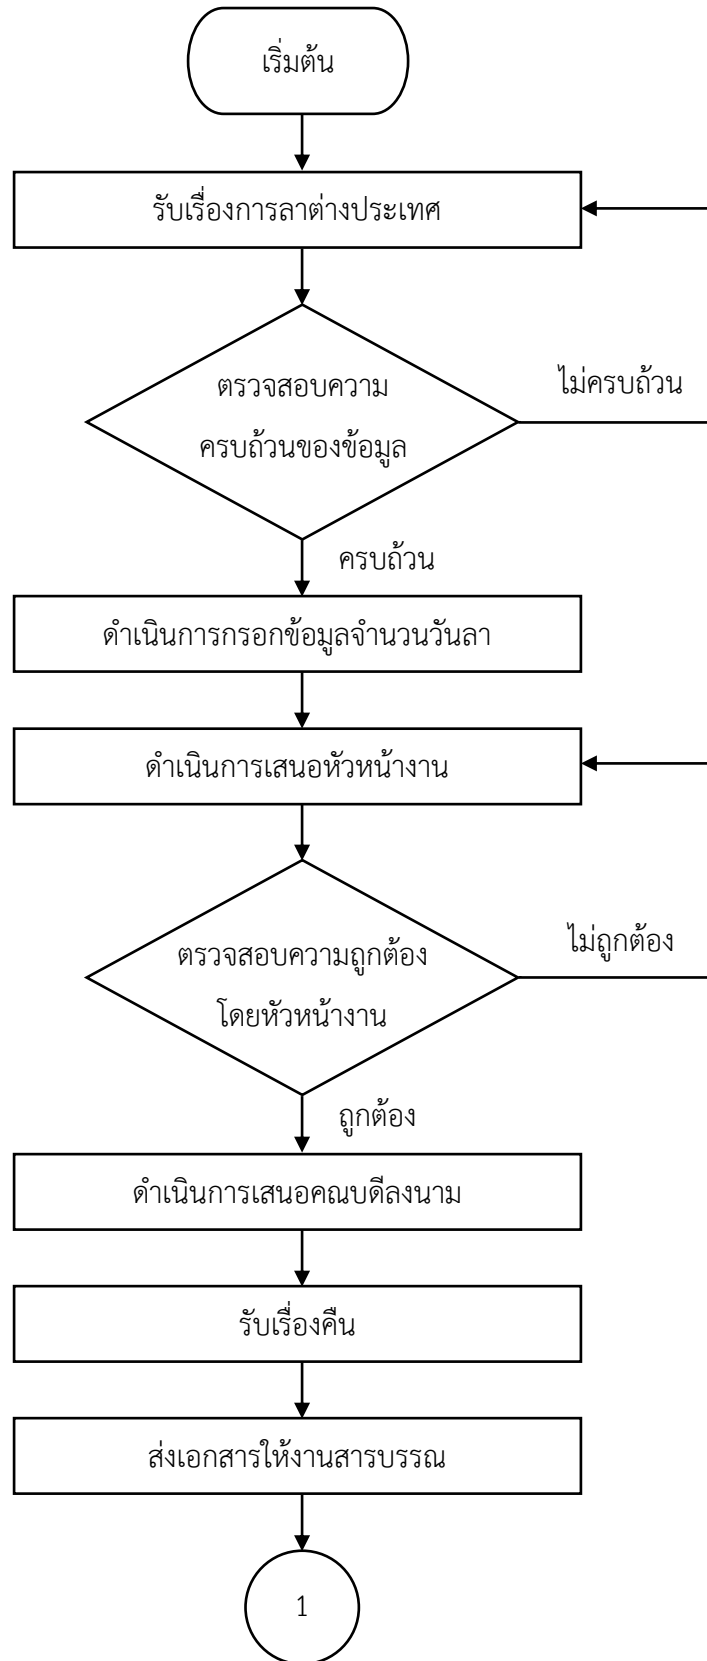 เริ่มต้น
รับเรื่องการลาต่างประเทศ
ตรวจสอบความ
ครบถ้วนของข้อมูล
ไม่ครบถ้วน
ครบถ้วน
ดำเนินการกรอกข้อมูลจำนวนวันลา
ดำเนินการเสนอหัวหน้างาน
ตรวจสอบความถูกต้อง
โดยหัวหน้างาน
ไม่ถูกต้อง
ถูกต้อง
ดำเนินการเสนอคณบดีลงนาม
รับเรื่องคืน
ส่งเอกสารให้งานสารบรรณ
1